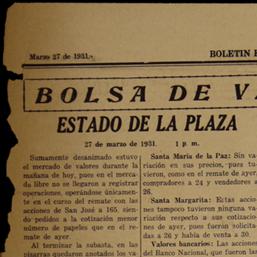 Marzo 27 de 1931.
BOLETIN
BOLSA DE
ESTADO DE LA PLAZA
27 de marzo de 1931. 1 p. m.
Sumamente desanimado estuvo
el mercado de valores durante la
mañana de hoy, pues en el merca-
da libre no se llegaron a registrar
operaciones, operándose únicamen-
te en el curso del remate con las
acciones de San José a 165, sien-
do pedidos a la cotización menor
número de papeles que en el re-
mate de ayer.
Al terminar la subasta, en las
pizarras quedaron anotados los va-
Santa María de la Paz: Sin va-
riación en sus precios, pues tu-
vieron, como en el remate de ayer,
compradores a 24 y vendedores a
26.
Santa Margarita: Estas accio-
nes tampoco tuvieron ninguna va-
riación respecto a sus cotizacio-
nes de ayer, pues fueron solicita-
das a 26 y había de venta a 30.
Valores bancarios: Las acciones
del Banco Nacional, que fueron las